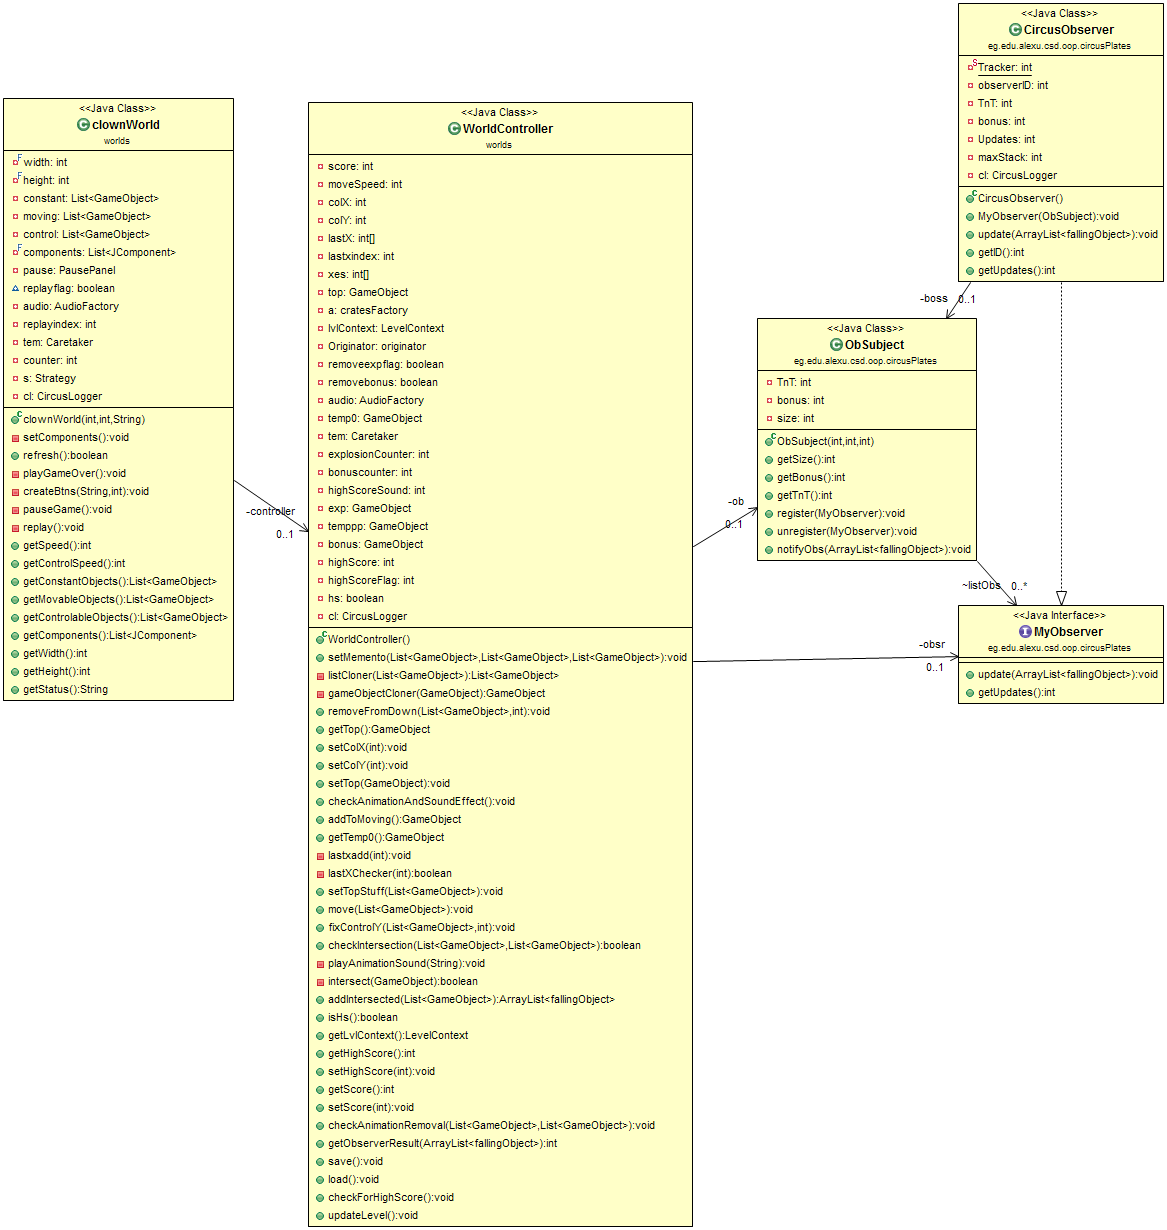 <<Java Class>>
clownWorld
worlds
width: int
height: int
constant: List<GameObject>
moving: List<GameObject>
control: List<GameObject>
components: List<JComponent>
pause: PausePanel
replayflag: boolean
audio: AudioFactory
replayindex: int
tem: Caretaker
counter: int
s: Strategy
cl: CircusLogger
clownWorld(int,int,String)
setComponents():void
refresh():boolean
playGameOver():void
createBtns(String,int):void
pauseGame():void
replay():void
getSpeed():int
getControlSpeed():int
getConstantObjects():List<GameObject>
getMovableObjects():List<GameObject>
getControlableObjects():List<GameObject>
getComponents():List<JComponent>
getWidth():int
getHeight():int
getStatus():String
-controller
0..1
<<Java Class>>
WorldController
worlds
score: int
moveSpeed: int
colX: int
colY: int
lastX: int[]
lastxindex: int
xes: int[]
top: GameObject
a: cratesFactory
lvlContext: LevelContext
Originator: originator
removeexpflag: boolean
removebonus: boolean
audio: AudioFactory
temp0: GameObject
tem: Caretaker
explosionCounter: int
bonuscounter: int
highScoreSound: int
exp: GameObject
temppp: GameObject
bonus: GameObject
highScore: int
highScoreFlag: int
hs: boolean
cl: CircusLogger
WorldController()
setMemento(List<GameObject>,List<GameObject>,List<GameObject>):void
listCloner(List<GameObject>):List<GameObject>
gameObjectCloner(GameObject):GameObject
removeFromDown(List<GameObject>,int):void
getTop():GameObject
setColX(int):void
setColY(int):void
setTop(GameObject):void
checkAnimationAndSoundEffect():void
addToMoving():GameObject
getTemp0():GameObject
lastxadd(int):void
lastXChecker(int):boolean
setTopStuff(List<GameObject>):void
move(List<GameObject>):void
fixControlY(List<GameObject>,int):void
checkIntersection(List<GameObject>,List<GameObject>):boolean
playAnimationSound(String):void
intersect(GameObject):boolean
addIntersected(List<GameObject>):ArrayList<fallingObject>
isHs():boolean
getLvlContext():LevelContext
getHighScore():int
setHighScore(int):void
getScore():int
setScore(int):void
checkAnimationRemoval(List<GameObject>,List<GameObject>):void
getObserverResult(ArrayList<fallingObject>):int
save():void
load():void
checkForHighScore():void
updateLevel():void
-ob
0..1
-obsr
0..1
<<Java Class>>
CircusObserver
eg.edu.alexu.csd.oop.circusPlates
Tracker: int
observerID: int
TnT: int
bonus: int
Updates: int
maxStack: int
cl: CircusLogger
CircusObserver()
MyObserver(ObSubject):void
update(ArrayList<fallingObject>):void
getID():int
getUpdates():int
-boss
0..1
<<Java Class>>
ObSubject
eg.edu.alexu.csd.oop.circusPlates
TnT: int
bonus: int
size: int
ObSubject(int,int,int)
getSize():int
getBonus():int
getTnT():int
register(MyObserver):void
unregister(MyObserver):void
notifyObs(ArrayList<fallingObject>):void
~listObs
0..*
<<Java Interface>>
MyObserver
eg.edu.alexu.csd.oop.circusPlates
update(ArrayList<fallingObject>):void
getUpdates():int